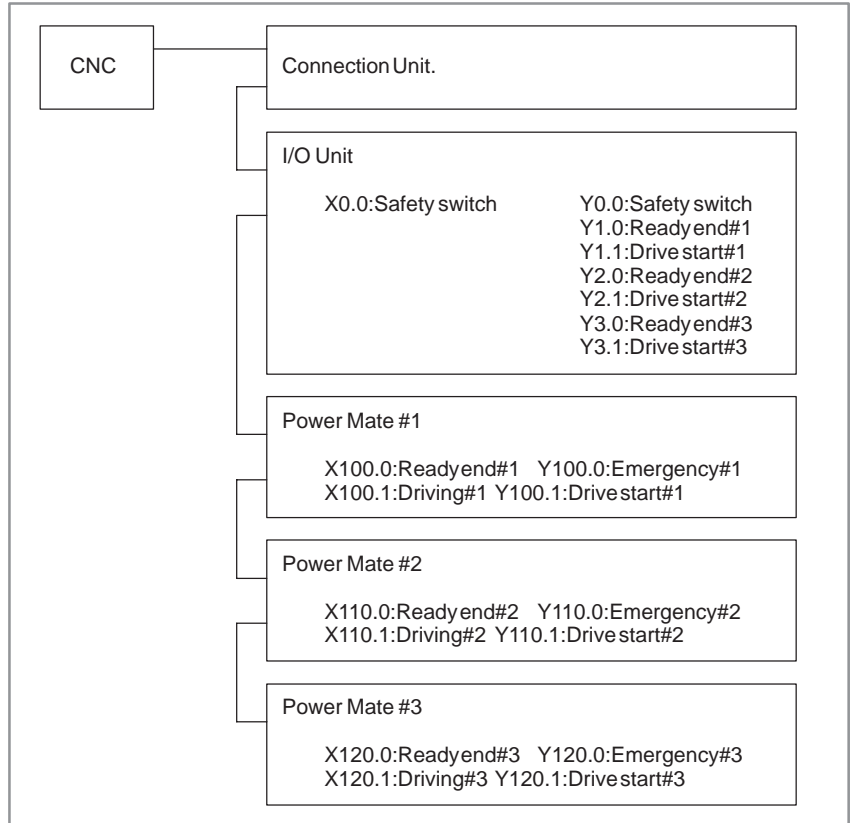 CNC
Connection Unit.
I/O Unit
X0.0:Safety switch Y0.0:Safety switch
Y1.0:Ready end#1
Y1.1:Drive start#1
Y2.0:Ready end#2
Y2.1:Drive start#2
Y3.0:Ready end#3
Y3.1:Drive start#3
Power Mate #1
X100.0:Ready end#1 Y100.0:Emergency#1
X100.1:Driving#1 Y100.1:Drive start#1
Power Mate #2
X110.0:Ready end#2 Y110.0:Emergency#2
X110.1:Driving#2 Y110.1:Drive start#2
Power Mate #3
X120.0:Ready end#3 Y120.0:Emergency#3
X120.1:Driving#3 Y120.1:Drive start#3